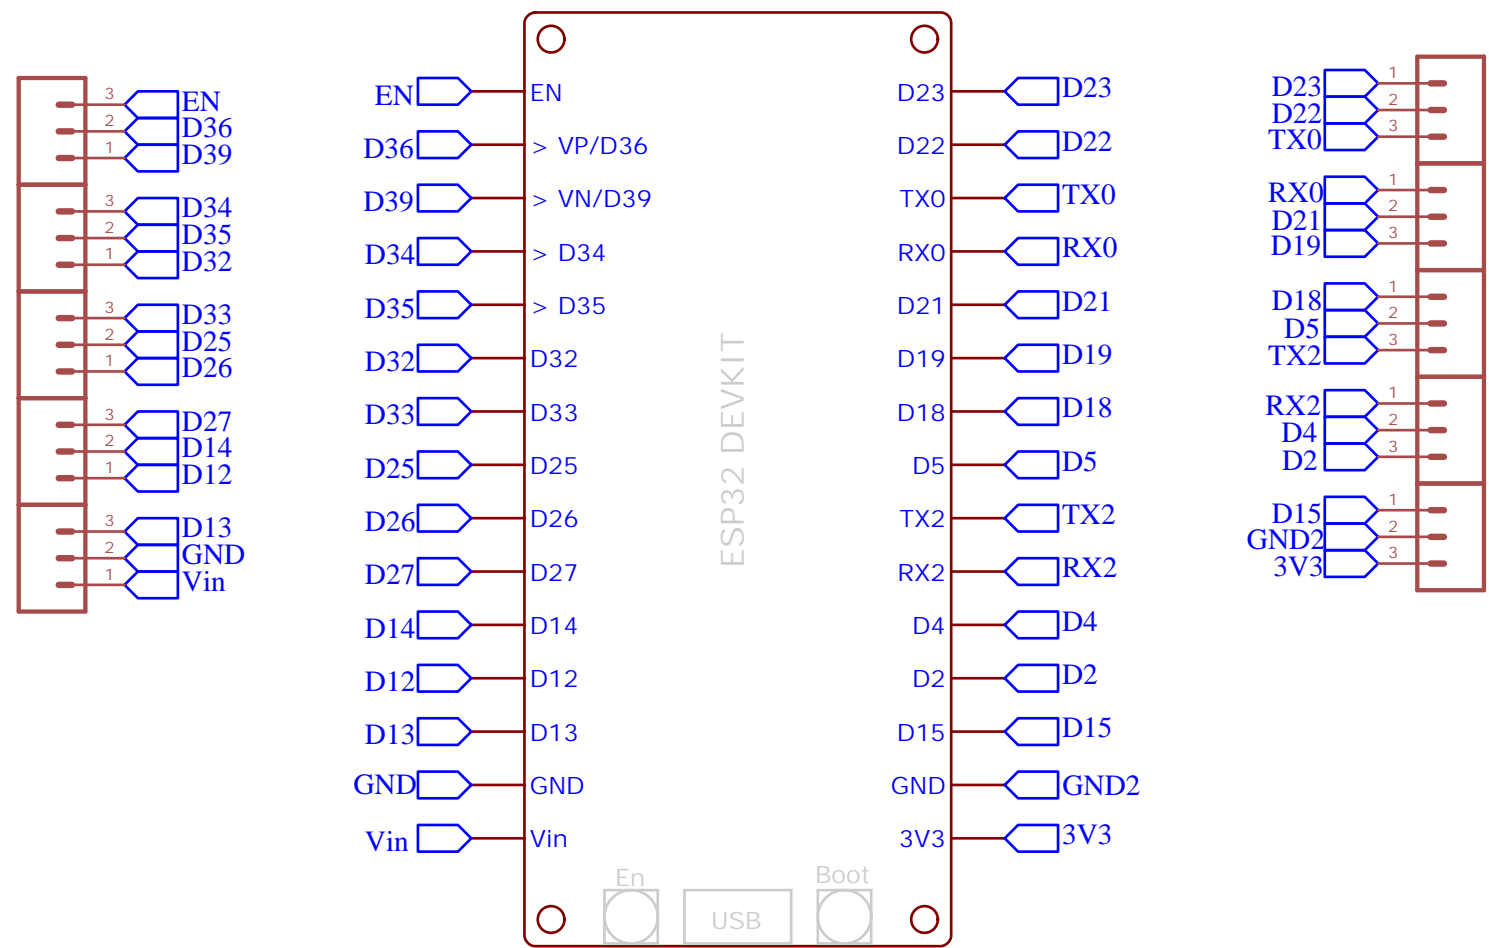 3 EN
2 D36
1 D39
3 D34
2 D35
1 D32
3 D33
2 D25
1 D26
3 D27
2 D14
1 D12
3 D13
2 GND
1 Vin
EN EN
D36 > VP/D36
D39 > VN/D39
D34 > D34
D35 > D35
D32 D32
D33 D33
D25 D25
D26 D26
D27 D27
D14 D14
D12 D12
D13 D13
GND GND
Vin Vin
ESP32 DEVKIT
En
USB
Boot
D23 D23
D22 D22
TX0 TX0
RX0 RX0
D21 D21
D19 D19
D18 D18
D5 D5
TX2 TX2
RX2 RX2
D4 D4
D2 D2
D15 D15
GND GND2
3V3 3V3
D23 1
D22 2
TX0 3
RX0 1
D21 2
D19 3
D18 1
D5 2
TX2 3
RX2 1
D4 2
D2 3
D15 1
GND2 2
3V3 3